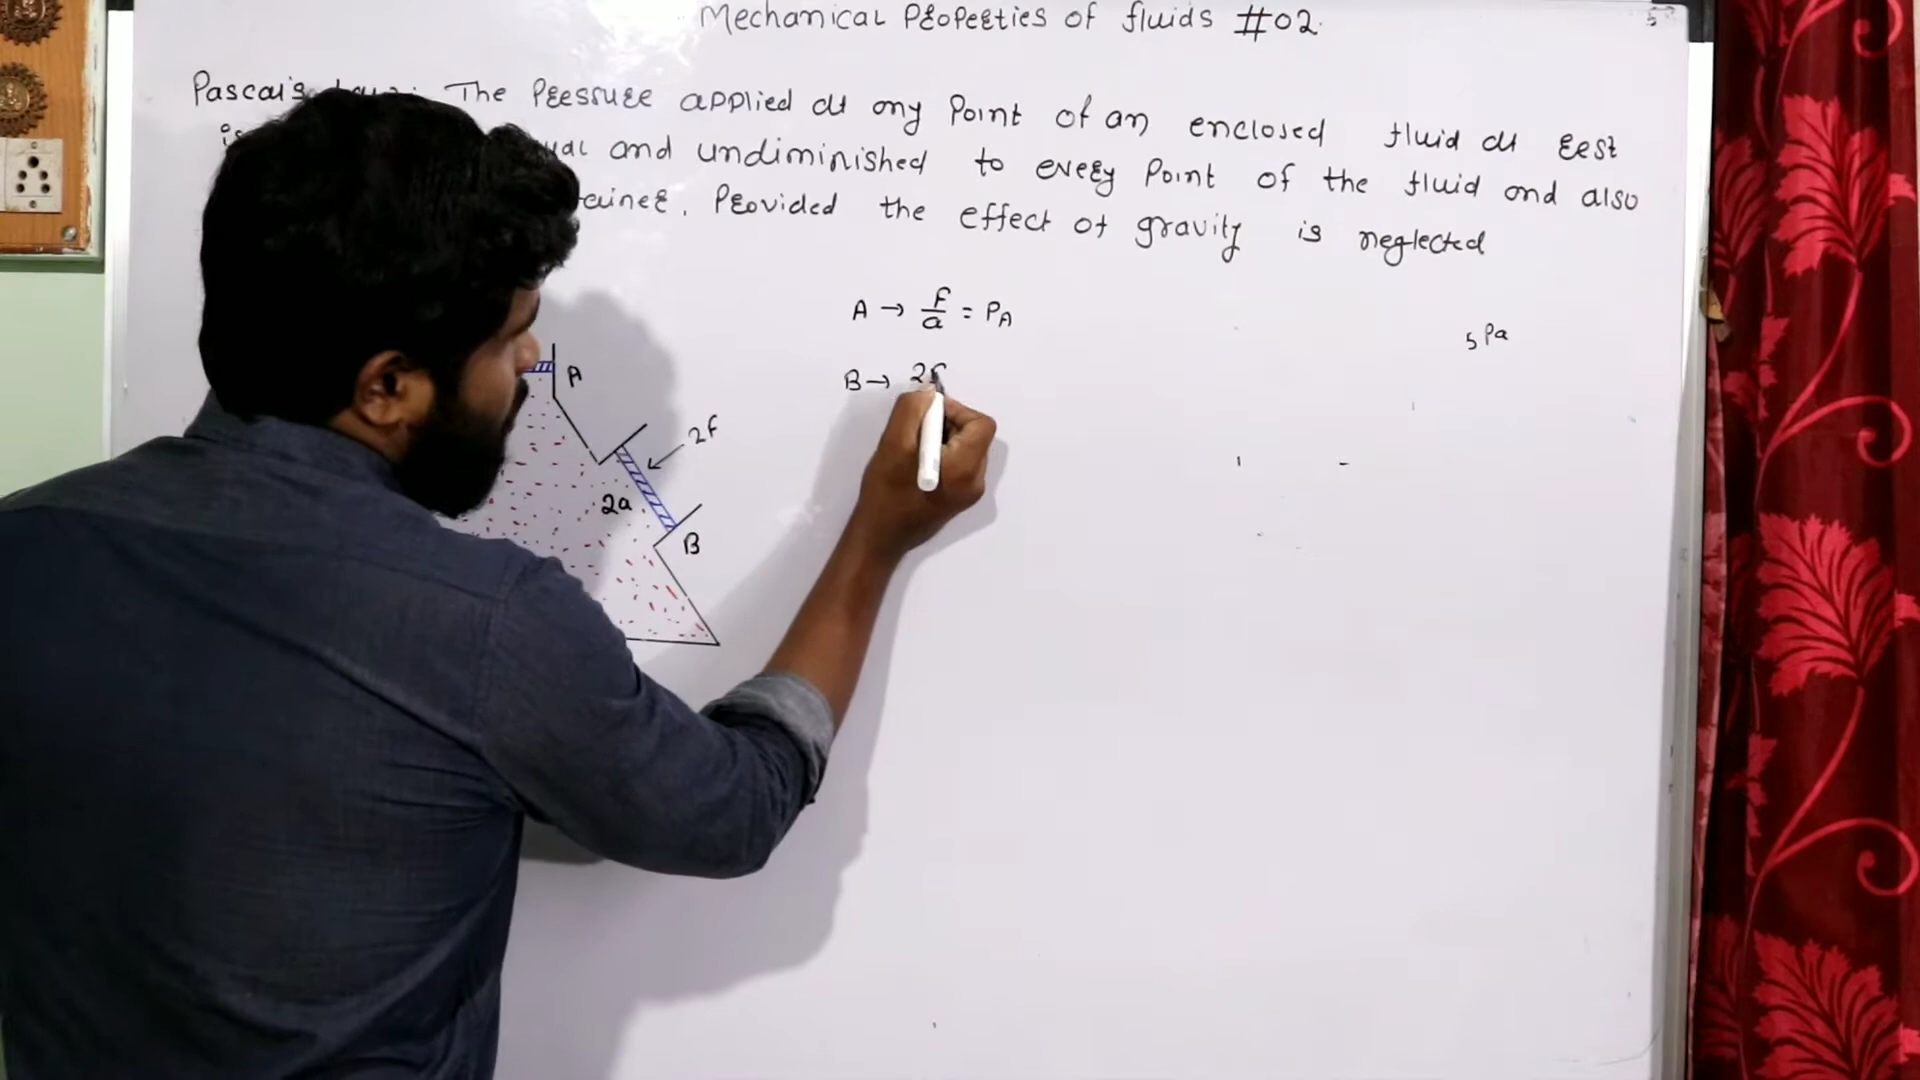 Mechanical Properties of fluids #02
Pascal's The Pressure applied at any Point of an enclosed fluid at rest
and undiminished to every Point of the fluid and also
Provided the effect of gravity is neglected
A → F/a = PA
5 Pa
B → 2F
A
2F
2a
B